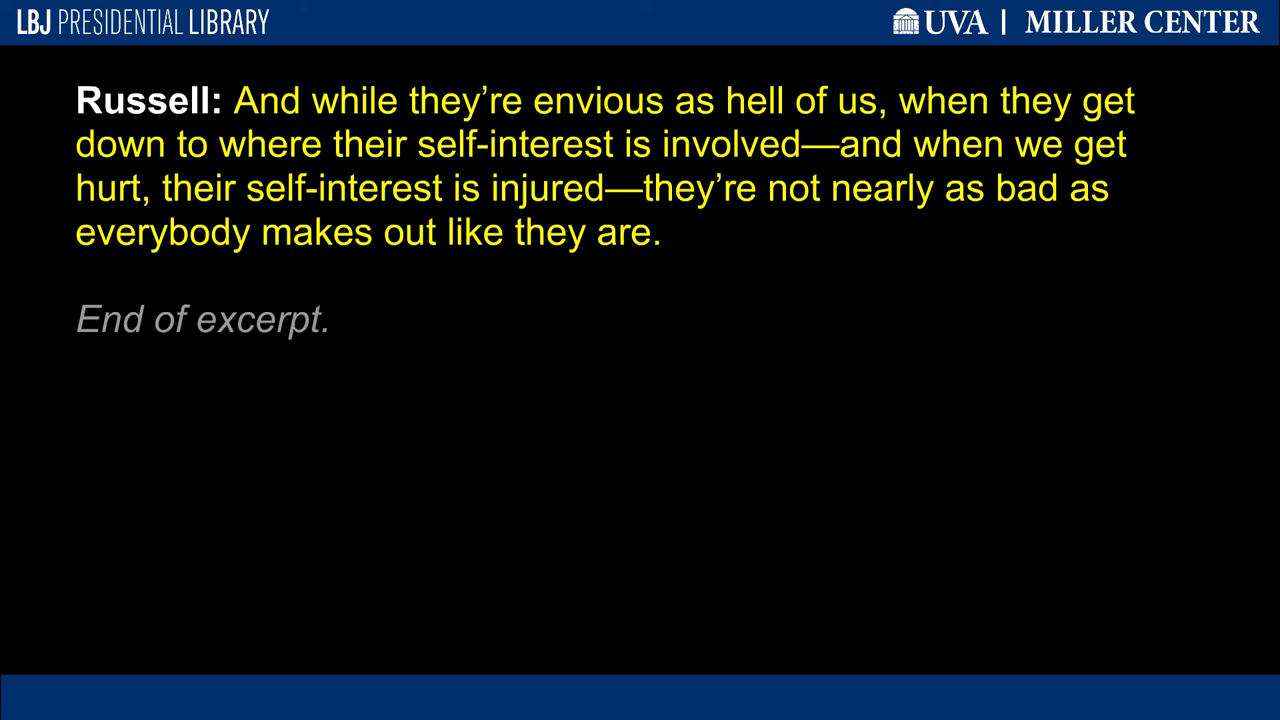 LBJ PRESIDENTIAL LIBRARY
UVA | MILLER CENTER
Russell: And while they’re envious as hell of us, when they get
down to where their self-interest is involved—and when we get
hurt, their self-interest is injured—they’re not nearly as bad as
everybody makes out like they are.
End of excerpt.